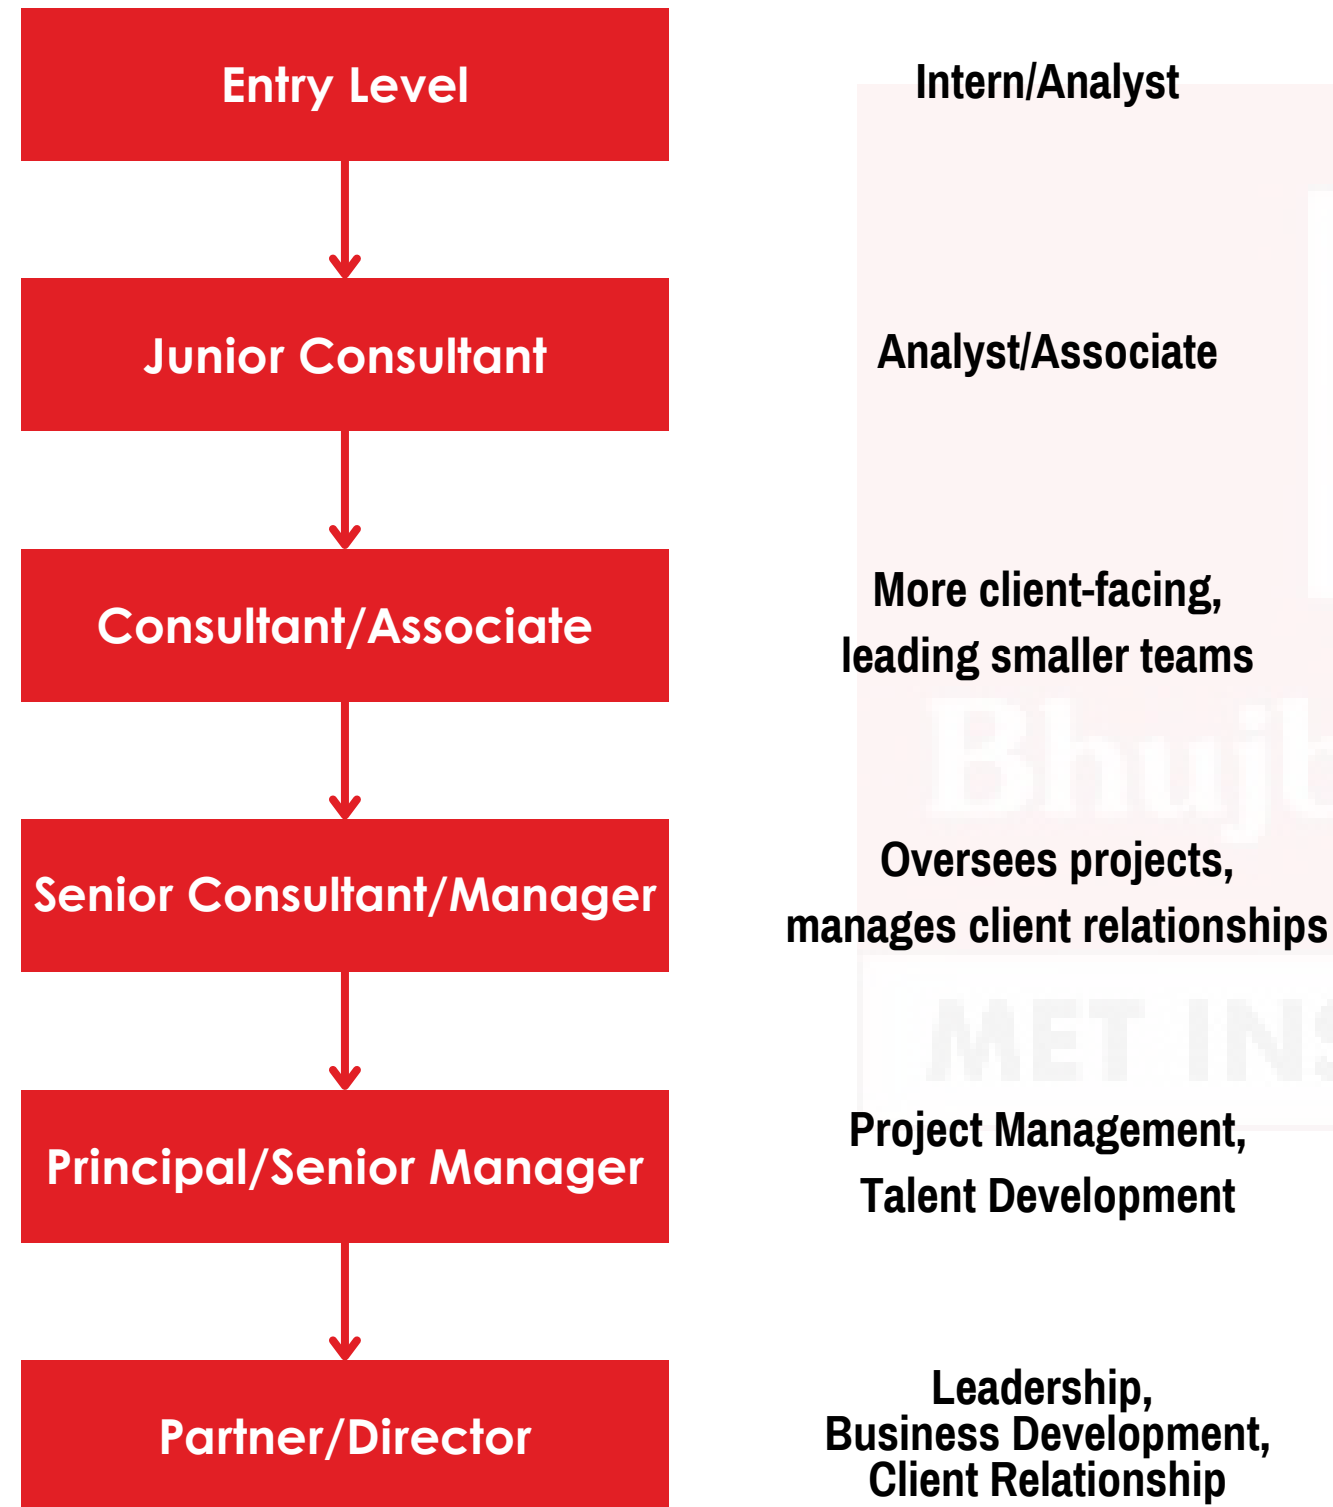 Entry Level
Intern/Analyst
Junior Consultant
Analyst/Associate
Consultant/Associate
More client-facing,
leading smaller teams
Senior Consultant/Manager
Oversees projects,
manages client relationships
Principal/Senior Manager
Project Management,
Talent Development
Partner/Director
Leadership,
Business Development,
Client Relationship
MET